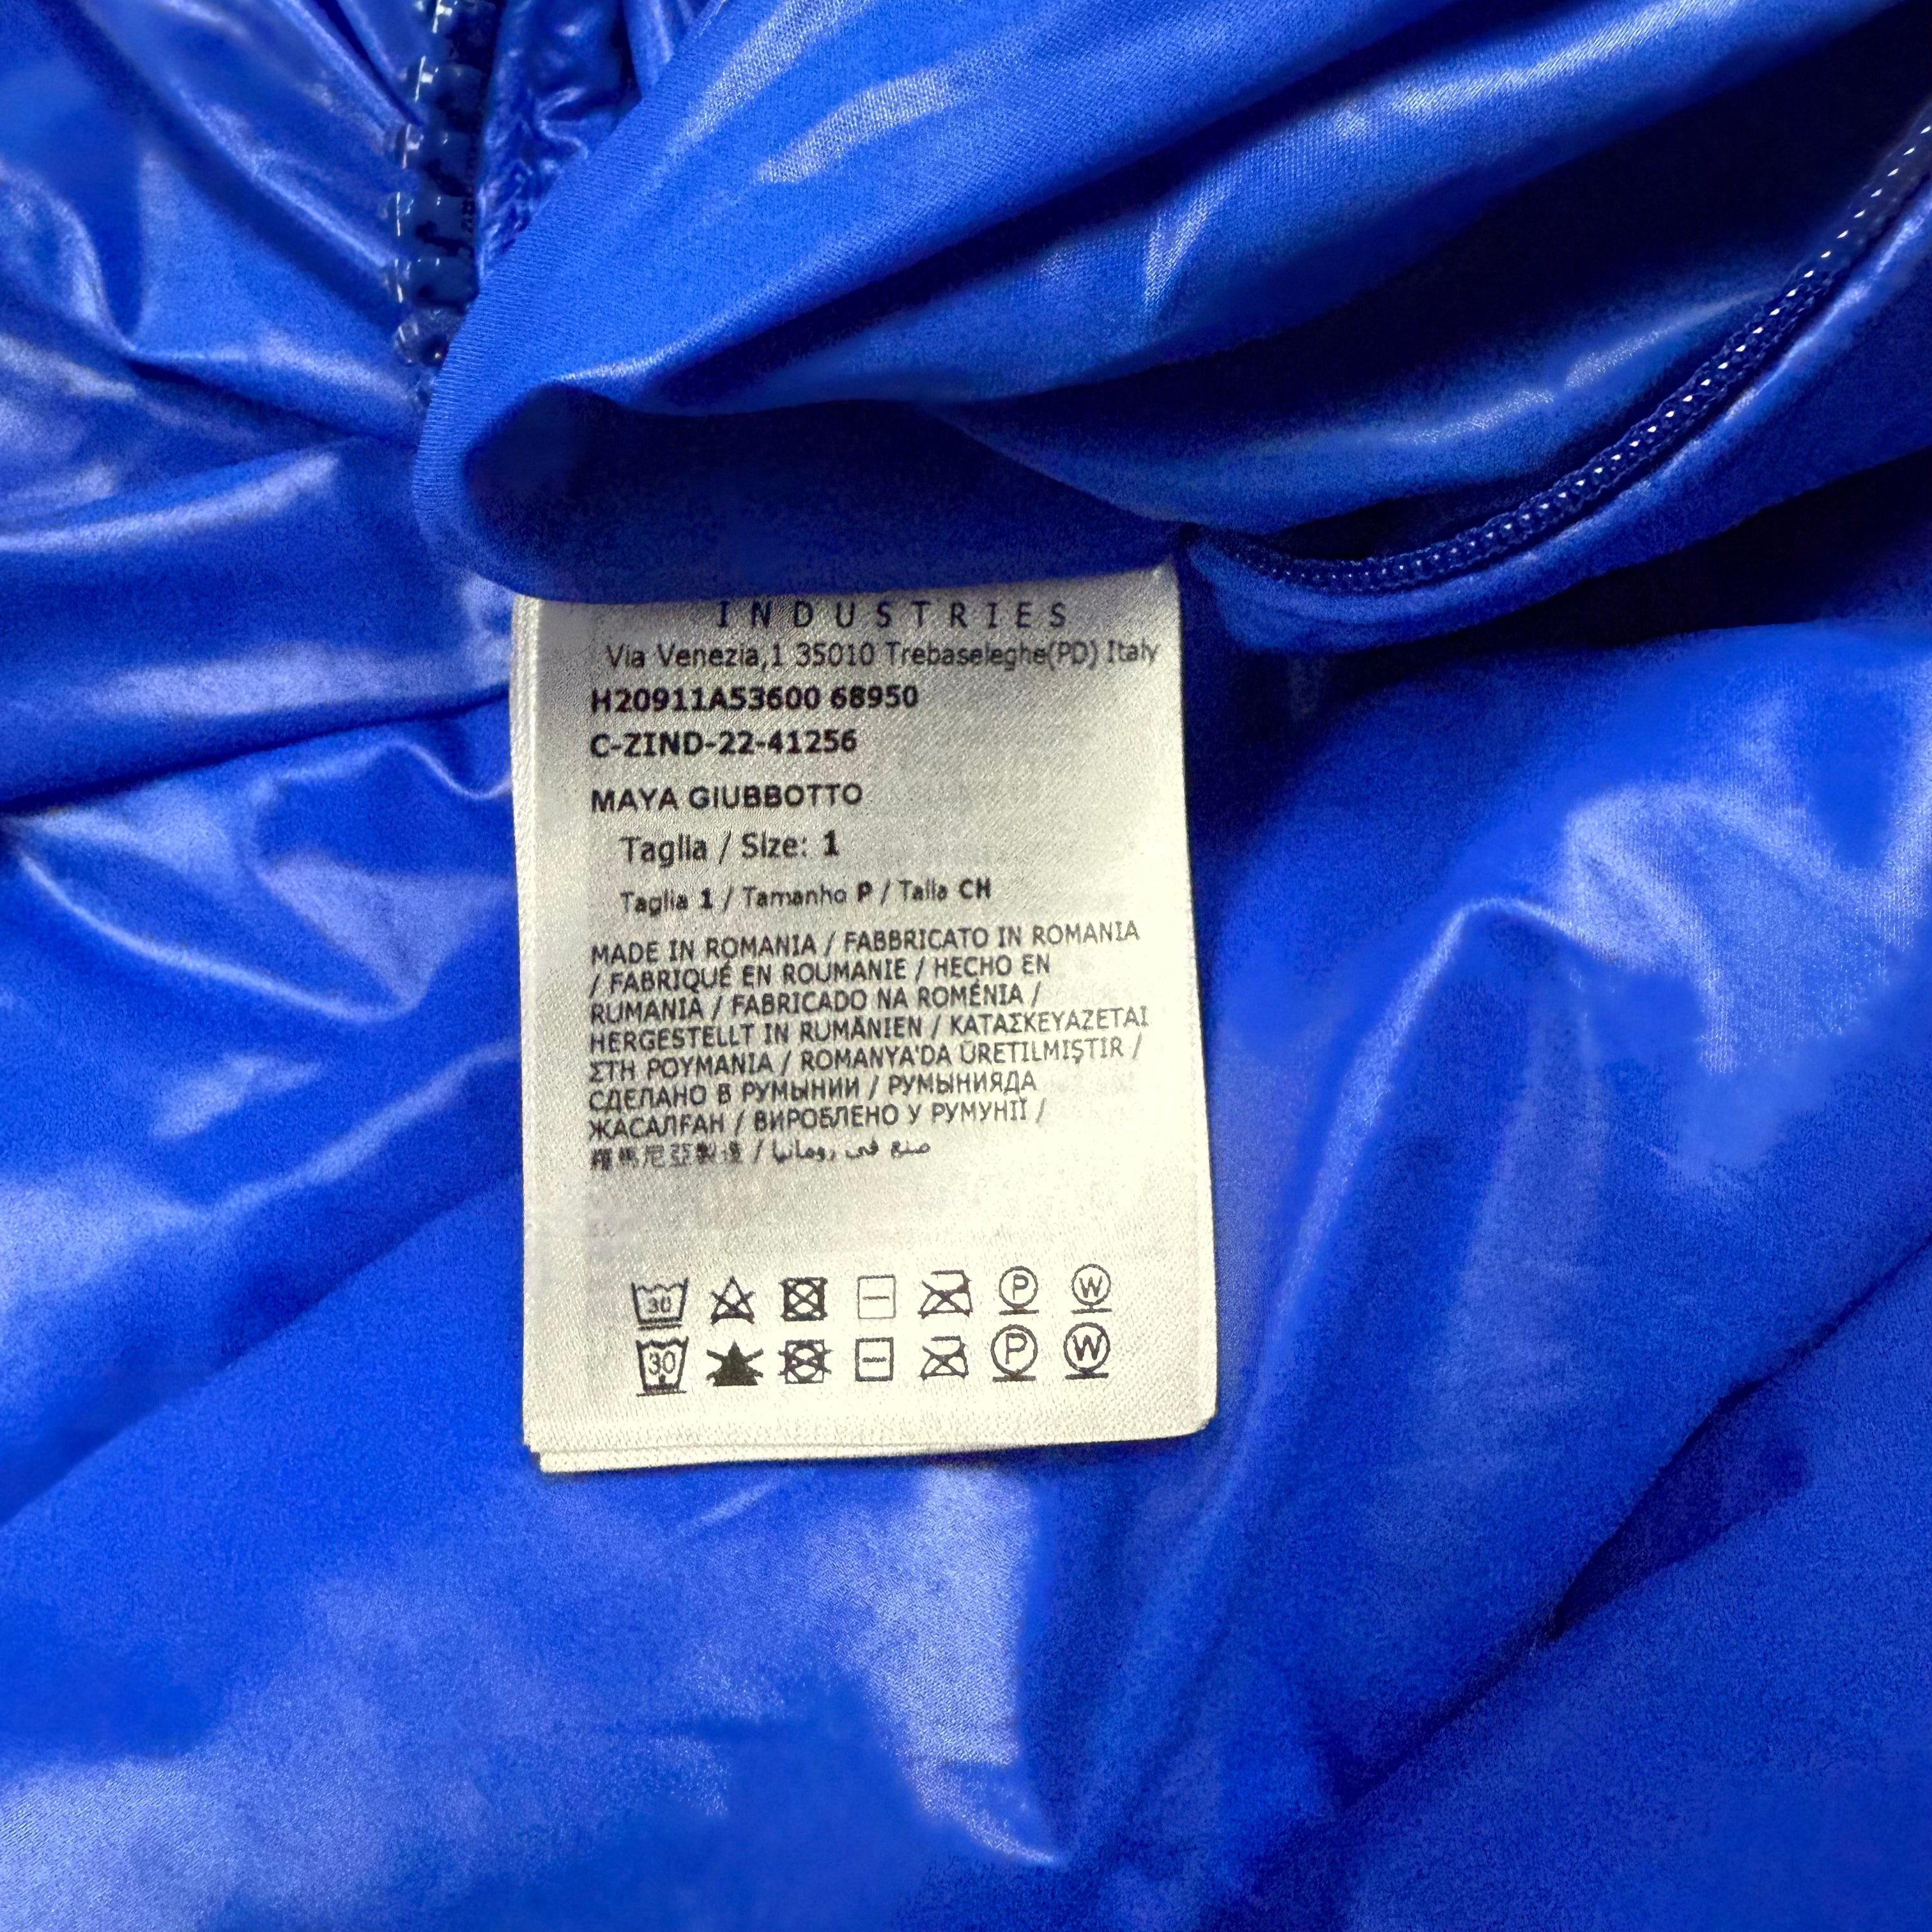 INDUSTRIES
Via Venezia,1 35010 Trebaseleghe(PD) Italy
H20911A53600 68950
C-ZIND-22-41256
MAYA GIUBBOTTO
Taglia / Size: 1
Taglia 1 / Tamanho P / Talla CH
MADE IN ROMANIA / FABBRICATO IN ROMANIA
/ FABRIQUÉ EN ROUMANIE / HECHO EN
RUMANIA / FABRICADO NA ROMÉNIA /
HERGESTELLT IN RUMÄNIEN / ΚΑΤΑΣΚΕΥΑΖΕΤΑΙ
ΣΤΗ ΡΟΥΜΑΝΙΑ / ROMANYA'DA ÜRETILMIŞTIR /
СДЕЛАНО В РУМЫНИИ / РУМЫНИЯДА
ЖАСАЛҒАН / ВИРОБЛЕНО У РУМУНІЇ /
羅馬尼亞製造 / صنع في رومانيا
30 P W
30 P W